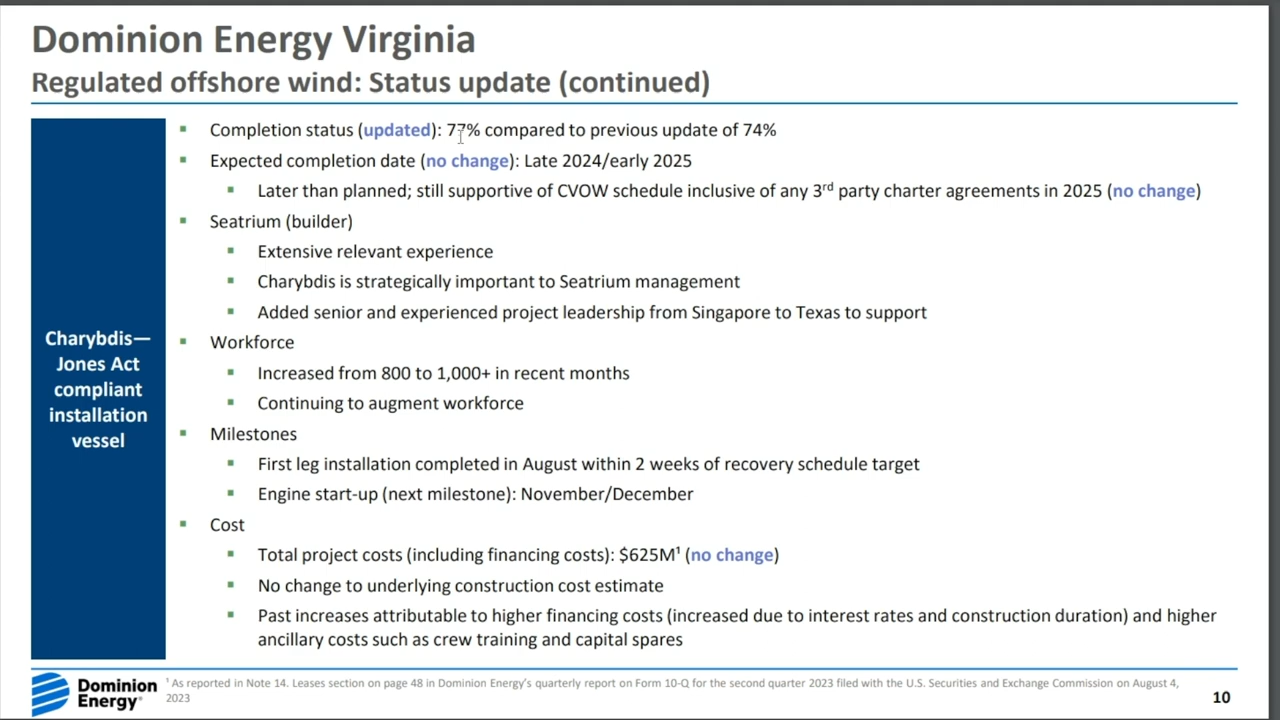 Dominion Energy Virginia
Regulated offshore wind: Status update (continued)
Charybdis—
Jones Act
compliant
installation
vessel
▪ Completion status (updated): 77% compared to previous update of 74%
▪ Expected completion date (no change): Late 2024/early 2025
▪ Later than planned; still supportive of CVOW schedule inclusive of any 3rd party charter agreements in 2025 (no change)
▪ Seatrium (builder)
▪ Extensive relevant experience
▪ Charybdis is strategically important to Seatrium management
▪ Added senior and experienced project leadership from Singapore to Texas to support
▪ Workforce
▪ Increased from 800 to 1,000+ in recent months
▪ Continuing to augment workforce
▪ Milestones
▪ First leg installation completed in August within 2 weeks of recovery schedule target
▪ Engine start-up (next milestone): November/December
▪ Cost
▪ Total project costs (including financing costs): $625M¹ (no change)
▪ No change to underlying construction cost estimate
▪ Past increases attributable to higher financing costs (increased due to interest rates and construction duration) and higher
ancillary costs such as crew training and capital spares
Dominion
Energy®
¹ As reported in Note 14. Leases section on page 48 in Dominion Energy's quarterly report on Form 10-Q for the second quarter 2023 filed with the U.S. Securities and Exchange Commission on August 4,
2023
10